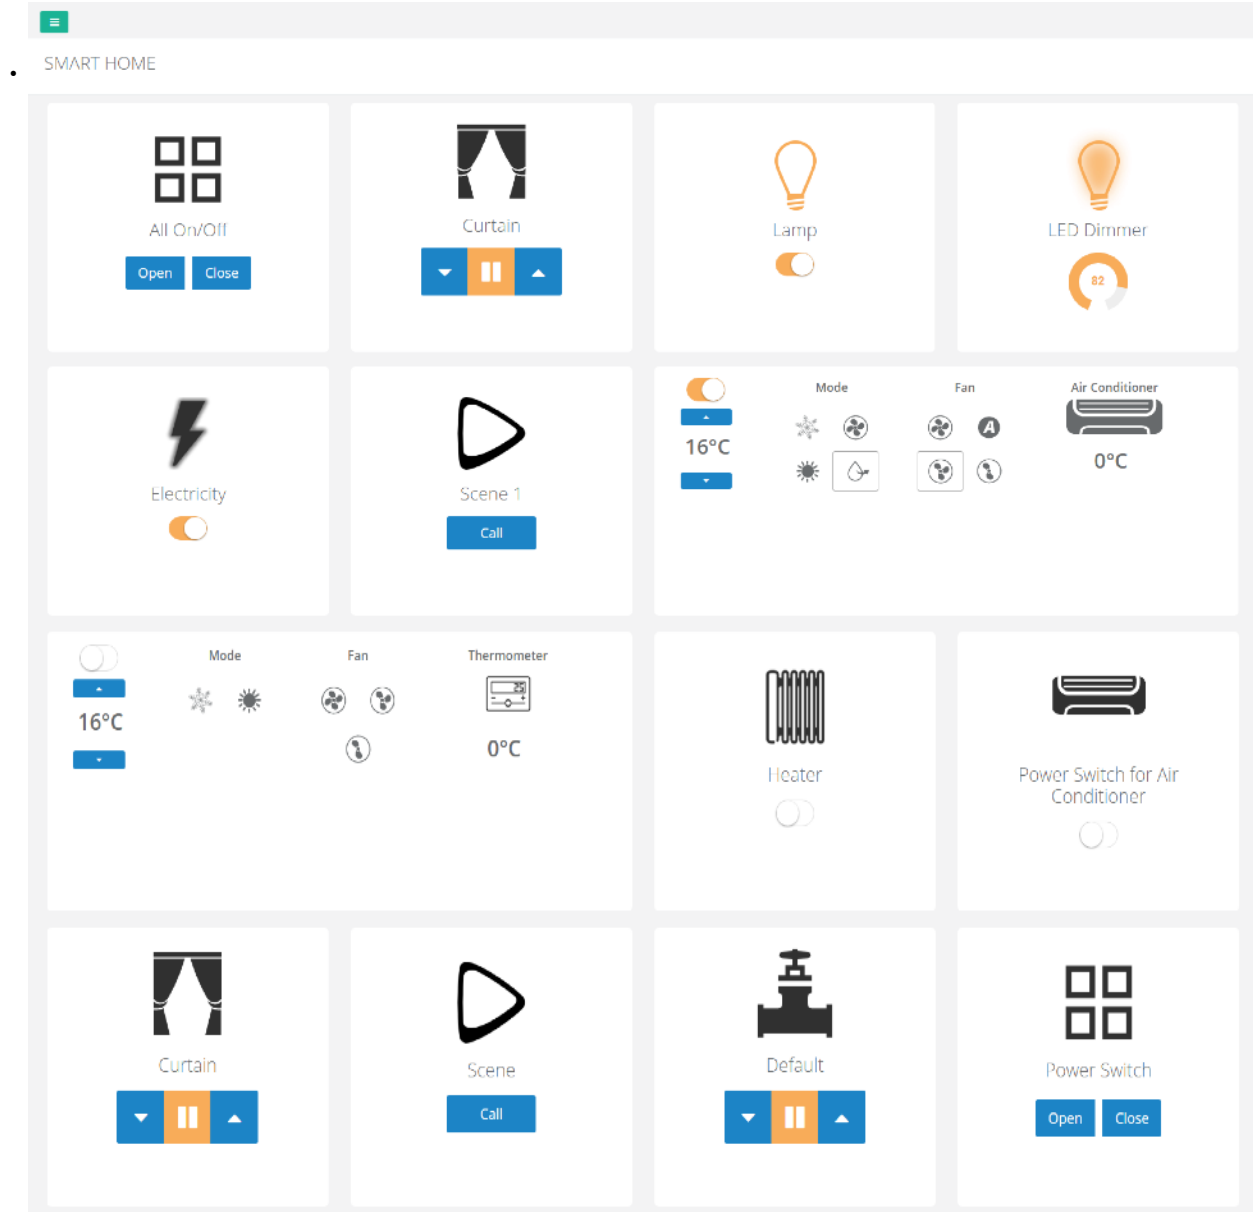 SMART HOME
All On/Off
Open Close
Curtain
Lamp
LED Dimmer
82
Electricity
Scene 1
Call
16°C
Mode
Fan
A
Air Conditioner
0°C
16°C
Mode
Fan
Thermometer
25
0°C
Heater
Power Switch for Air
Conditioner
Curtain
Scene
Call
Default
Power Switch
Open Close